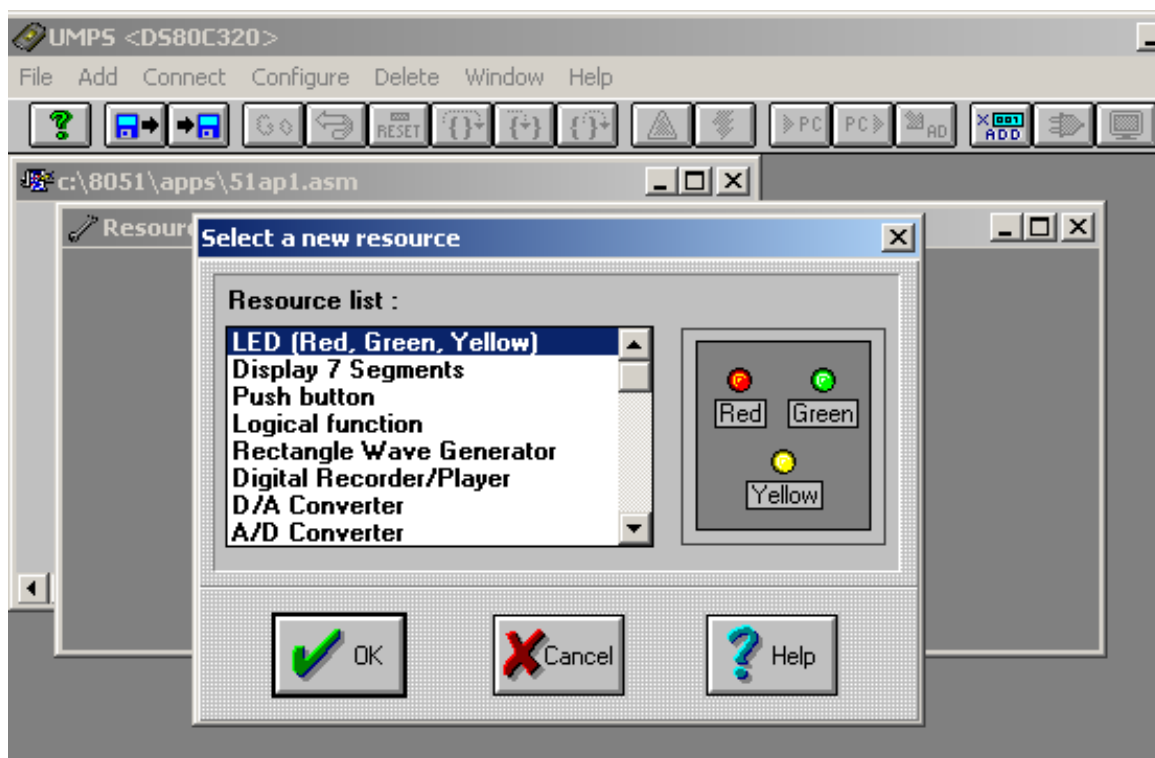 UMPS <DS80C320>
File Add Connect Configure Delete Window Help
? Go RESET {} {} {} PC PC AD 001 ADD
c:\8051\apps\51ap1.asm
Resour
Select a new resource
Resource list :
LED (Red, Green, Yellow)
Display 7 Segments
Push button
Logical function
Rectangle Wave Generator
Digital Recorder/Player
D/A Converter
A/D Converter
Red Green
Yellow
OK Cancel Help